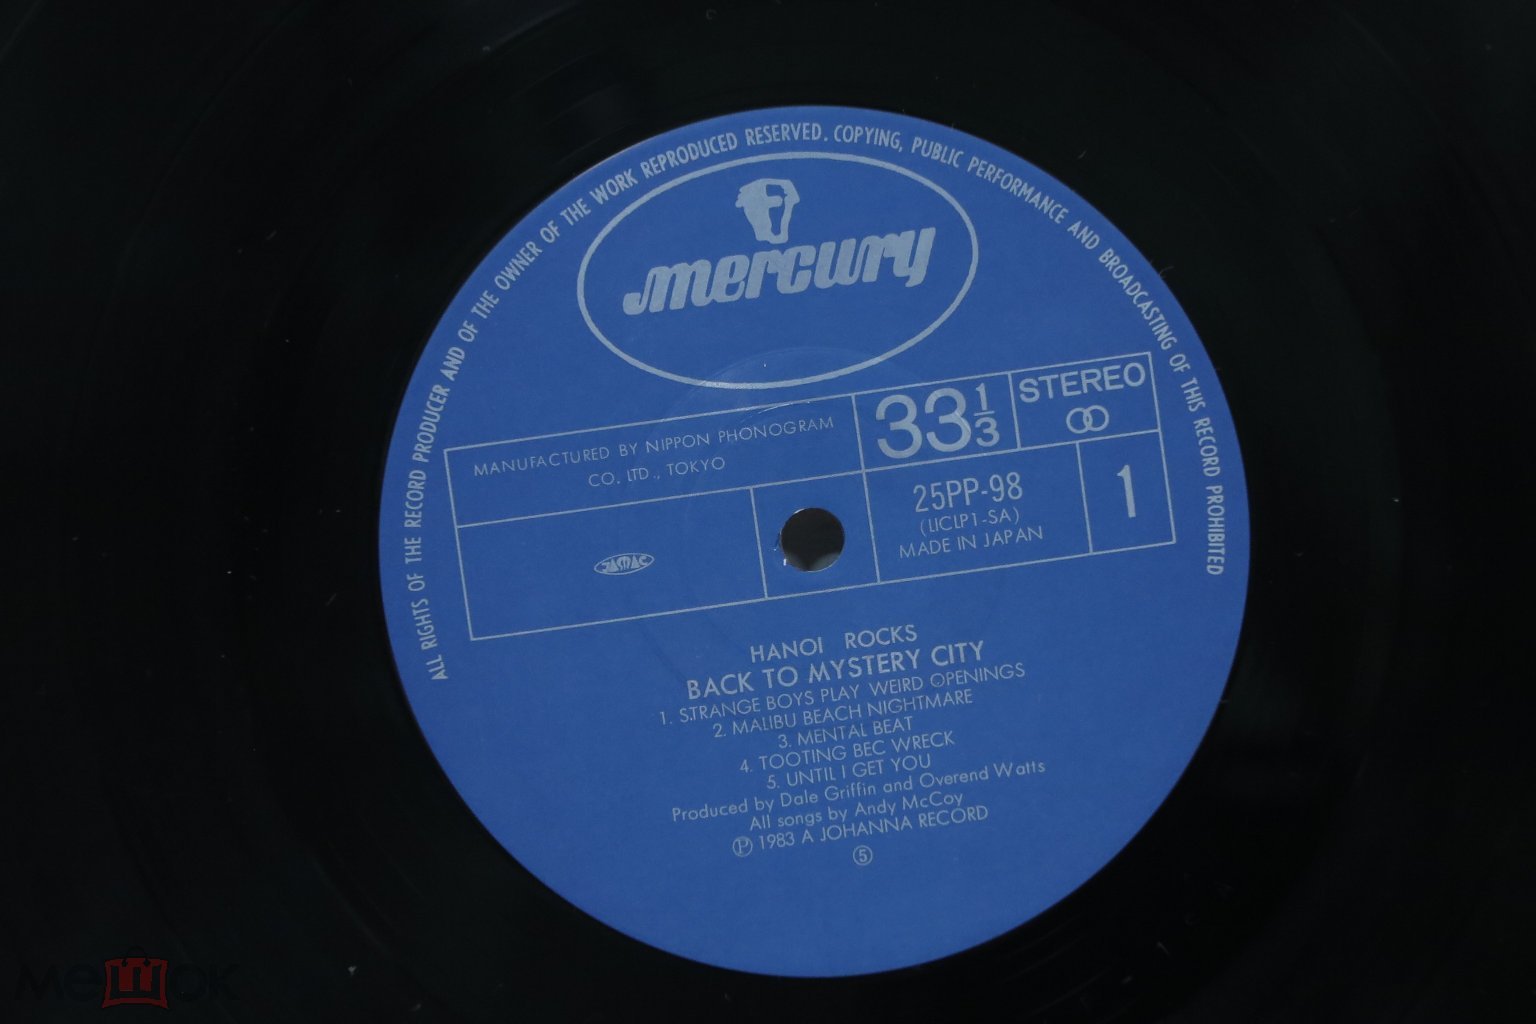 ALL RIGHTS OF THE RECORD PRODUCER AND OF THE OWNER OF THE WORK REPRODUCED RESERVED. COPYING, PUBLIC PERFORMANCE AND BROADCASTING OF THIS RECORD PROHIBITED
mercury
MANUFACTURED BY NIPPON PHONOGRAM
CO. LTD., TOKYO
33 1/3
STEREO
JASRAC
25PP-98
(LICLP1-SA)
MADE IN JAPAN
1
HANOI ROCKS
BACK TO MYSTERY CITY
1. STRANGE BOYS PLAY WEIRD OPENINGS
2. MALIBU BEACH NIGHTMARE
3. MENTAL BEAT
4. TOOTING BEC WRECK
5. UNTIL I GET YOU
Produced by Dale Griffin and Overend Watts
All songs by Andy McCoy
Ⓟ 1983 A JOHANNA RECORD
⑤
мешок